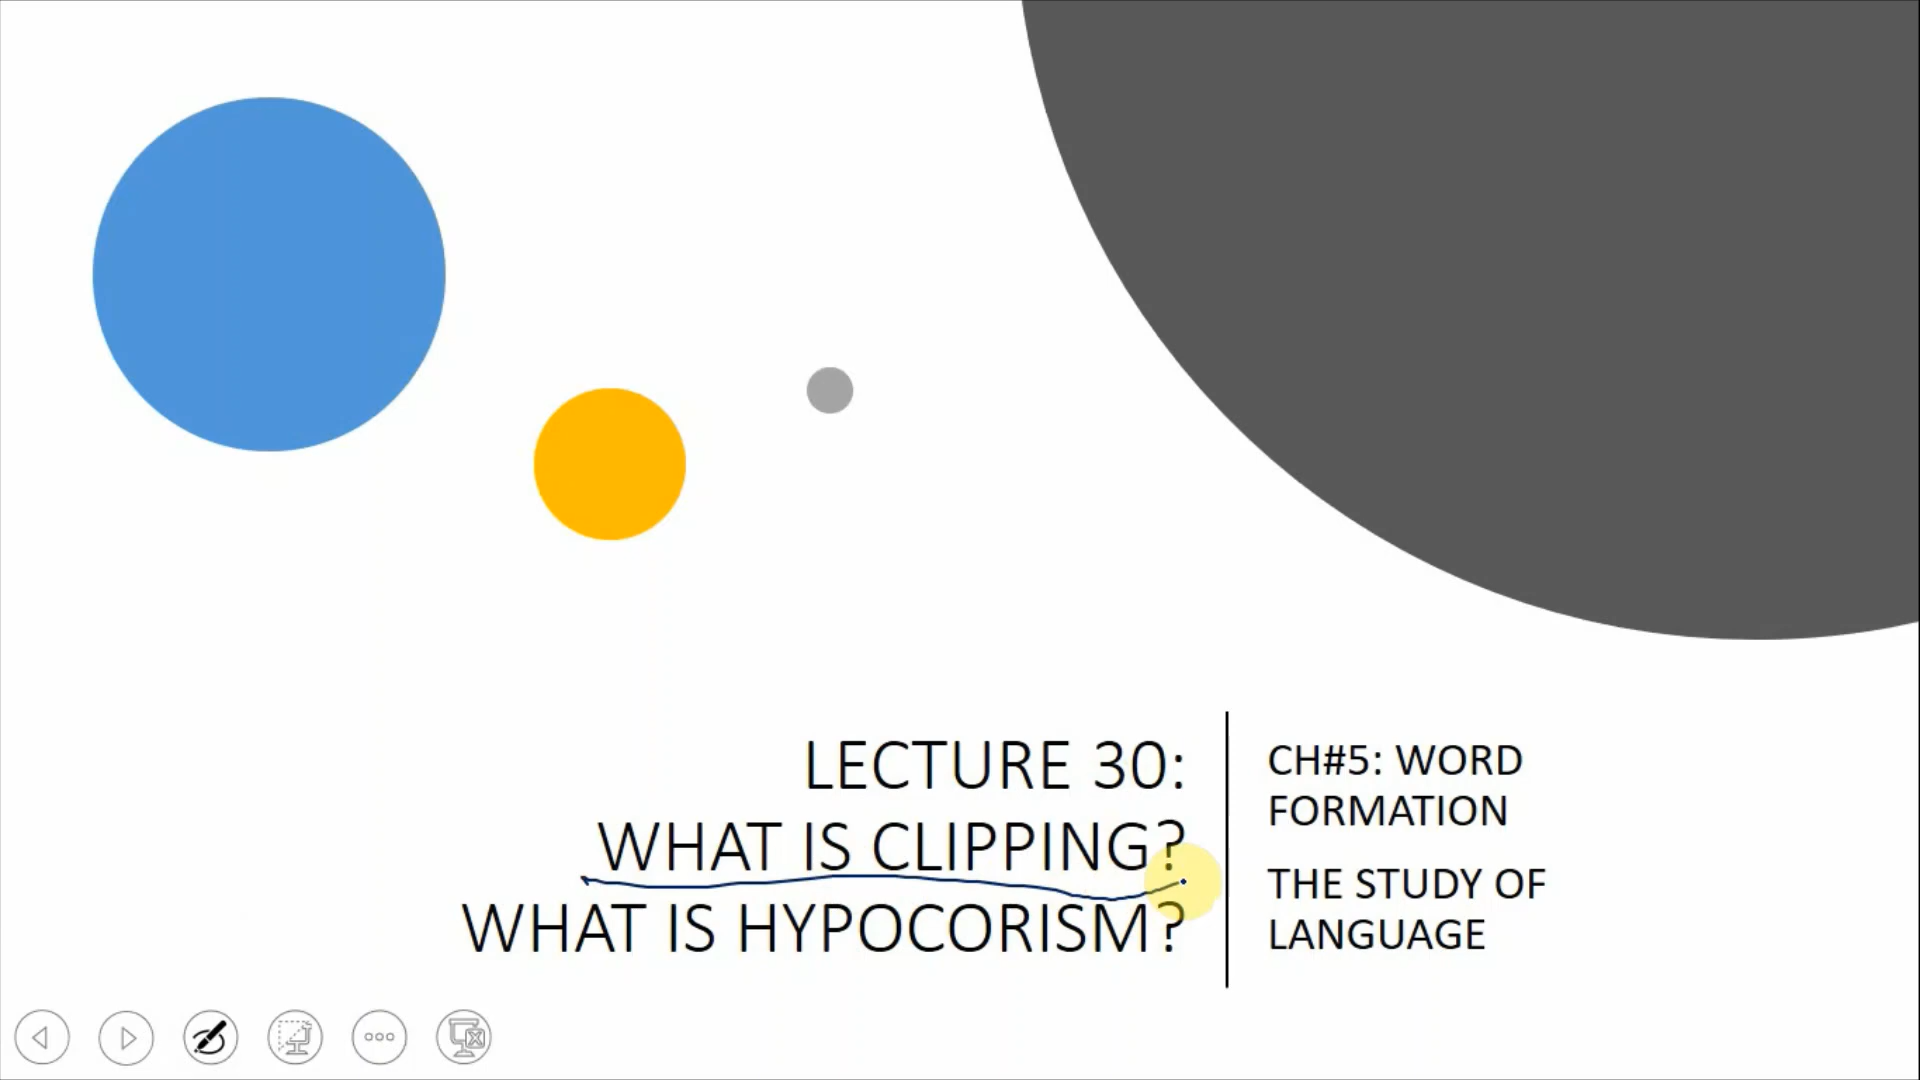 LECTURE 30:
WHAT IS CLIPPING?
WHAT IS HYPOCORISM?
CH#5: WORD
FORMATION
THE STUDY OF
LANGUAGE